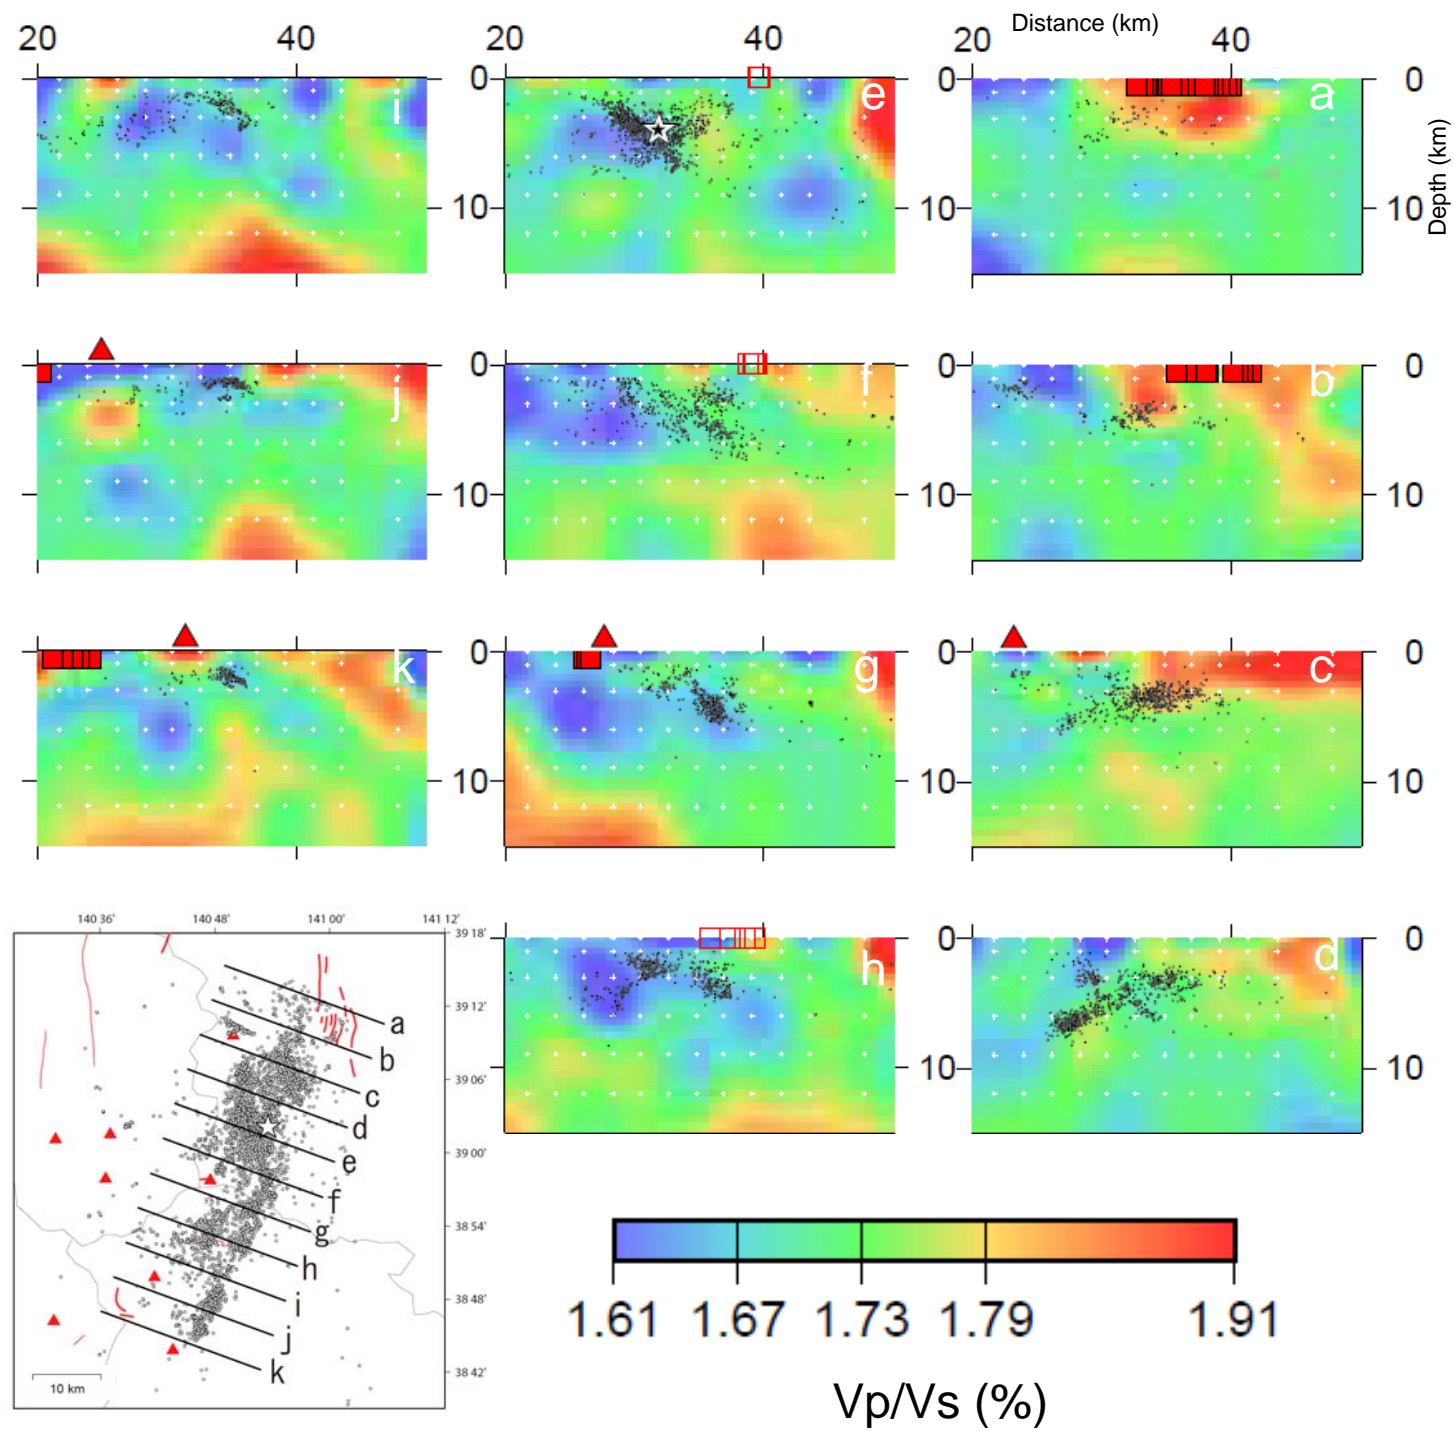 Distance (km)
20 40 20 40 20 40
i 0 e a 0
10 10
Depth (km)
j 0 f 0 b 0
10 10 10
k 0 g 0 c 0
10 10 10
140 36' 140 48' 141 00' 141 12'
39 18'
39 12'
39 06'
39 00'
38 54'
38 48'
38 42'
a
b
c
d
e
f
g
h
i
j
k
10 km
h 0 d 0
10 10
1.61 1.67 1.73 1.79 1.91
Vp/Vs (%)